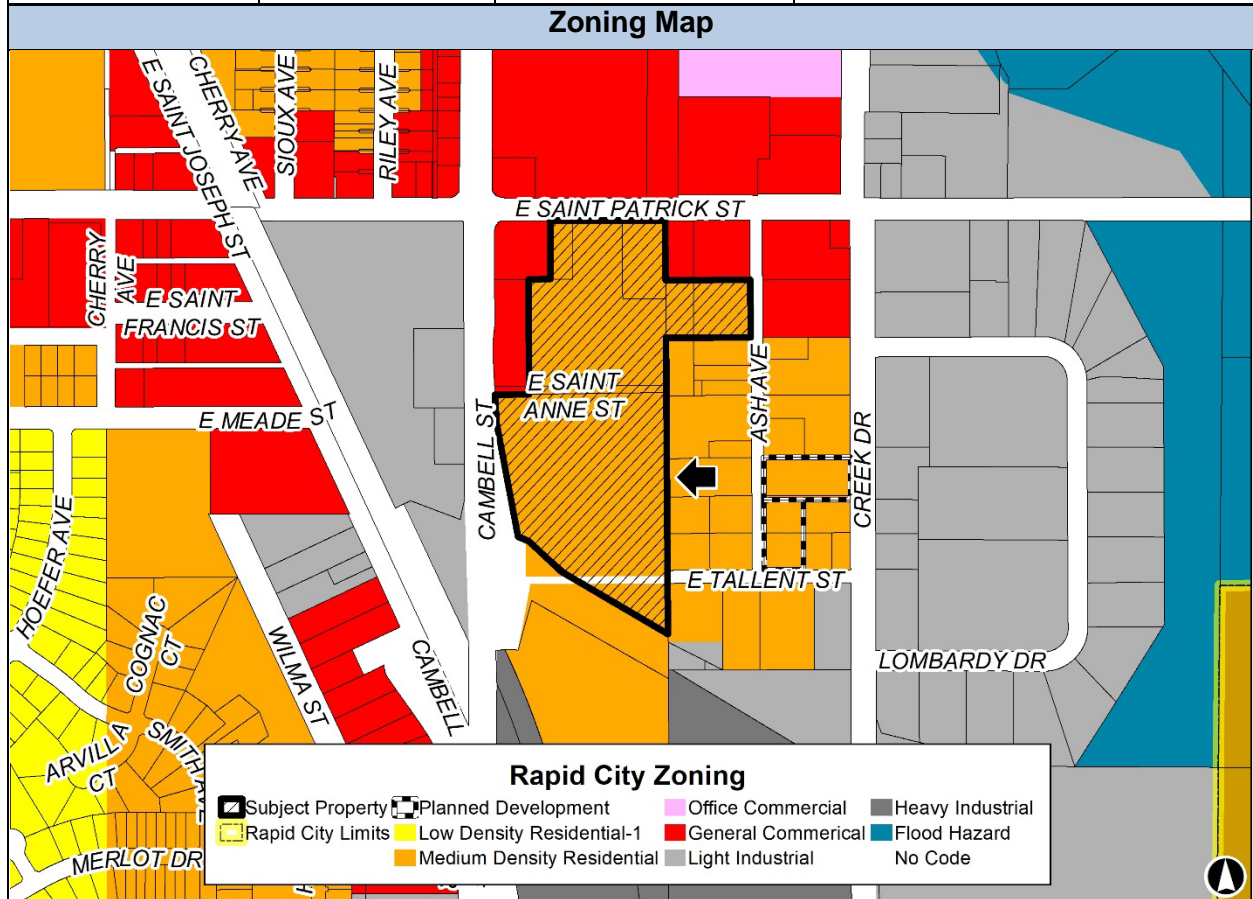 Zoning Map
E SAINT JOSEPH ST
CHERRY AVE
SIOUX AVE
RILEY AVE
E SAINT PATRICK ST
CHERRY
AVE
E SAINT
FRANCIS ST
E SAINT
ANNE ST
E MEADE ST
CAMBELL ST
ASH AVE
CREEK DR
E TALLENT ST
HOEFER AVE
COGNAC
CT
WILMA ST
CAMBELL
LOMBARDY DR
ARVILLA
CT
SMITH AVE
MERLOT DR
Rapid City Zoning
Subject Property
Planned Development
Office Commercial
Heavy Industrial
Rapid City Limits
Low Density Residential-1
General Commerical
Flood Hazard
Medium Density Residential
Light Industrial
No Code